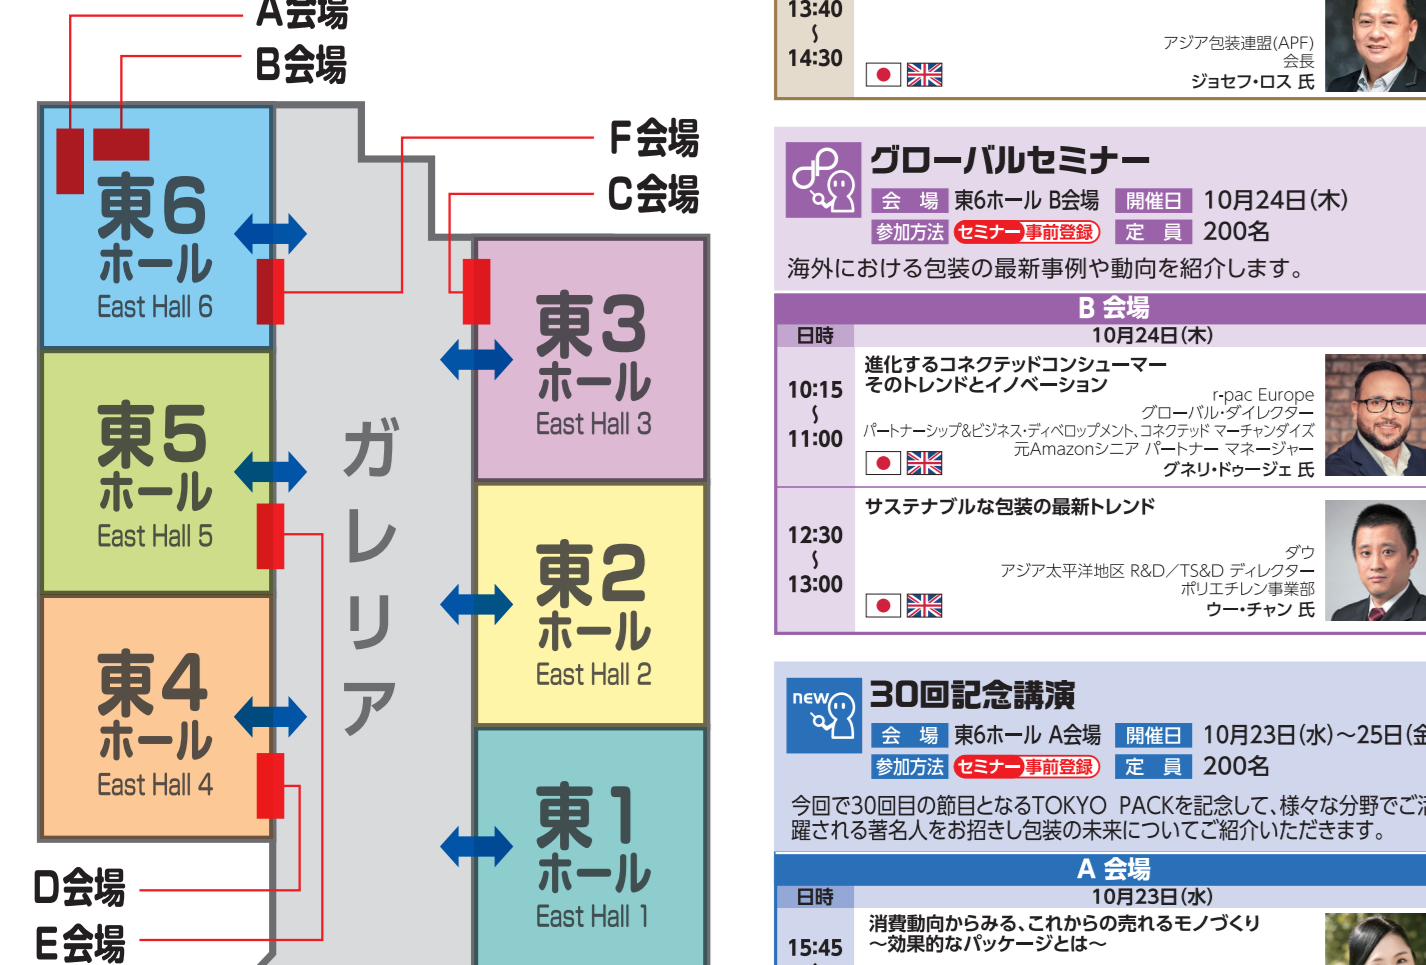 A会場
B会場
F会場
C会場
東6
ホール
East Hall 6
東5
ホール
East Hall 5
東4
ホール
East Hall 4
ガレリア
東3
ホール
East Hall 3
東2
ホール
East Hall 2
東1
ホール
East Hall 1
D会場
E会場
13:40
〜
14:30
アジア包装連盟(APF)
会長
ジョセフ・ロス 氏
グローバルセミナー
会 場 東6ホール B会場 開催日 10月24日(木)
参加方法 セミナー事前登録 定 員 200名
海外における包装の最新事例や動向を紹介します。
B 会場
日時 10月24日(木)
10:15
〜
11:00
進化するコネクテッドコンシューマー
そのトレンドとイノベーション
r-pac Europe
グローバル・ダイレクター
パートナーシップ&ビジネス・ディベロップメント、コネクテッド マーチャンダイズ
元Amazonシニア パートナー マネージャー
グネリ・ドゥージェ 氏
12:30
〜
13:00
サステナブルな包装の最新トレンド
ダウ
アジア太平洋地区 R&D/TS&D ディレクター
ポリエチレン事業部
ウー・チャン 氏
new
30回記念講演
会 場 東6ホール A会場 開催日 10月23日(水)〜25日(金
参加方法 セミナー事前登録 定 員 200名
今回で30回目の節目となるTOKYO PACKを記念して、様々な分野でご活
躍される著名人をお招きし包装の未来についてご紹介いただきます。
A 会場
日時 10月23日(水)
15:45
消費動向からみる、これからの売れるモノづくり
〜効果的なパッケージとは〜